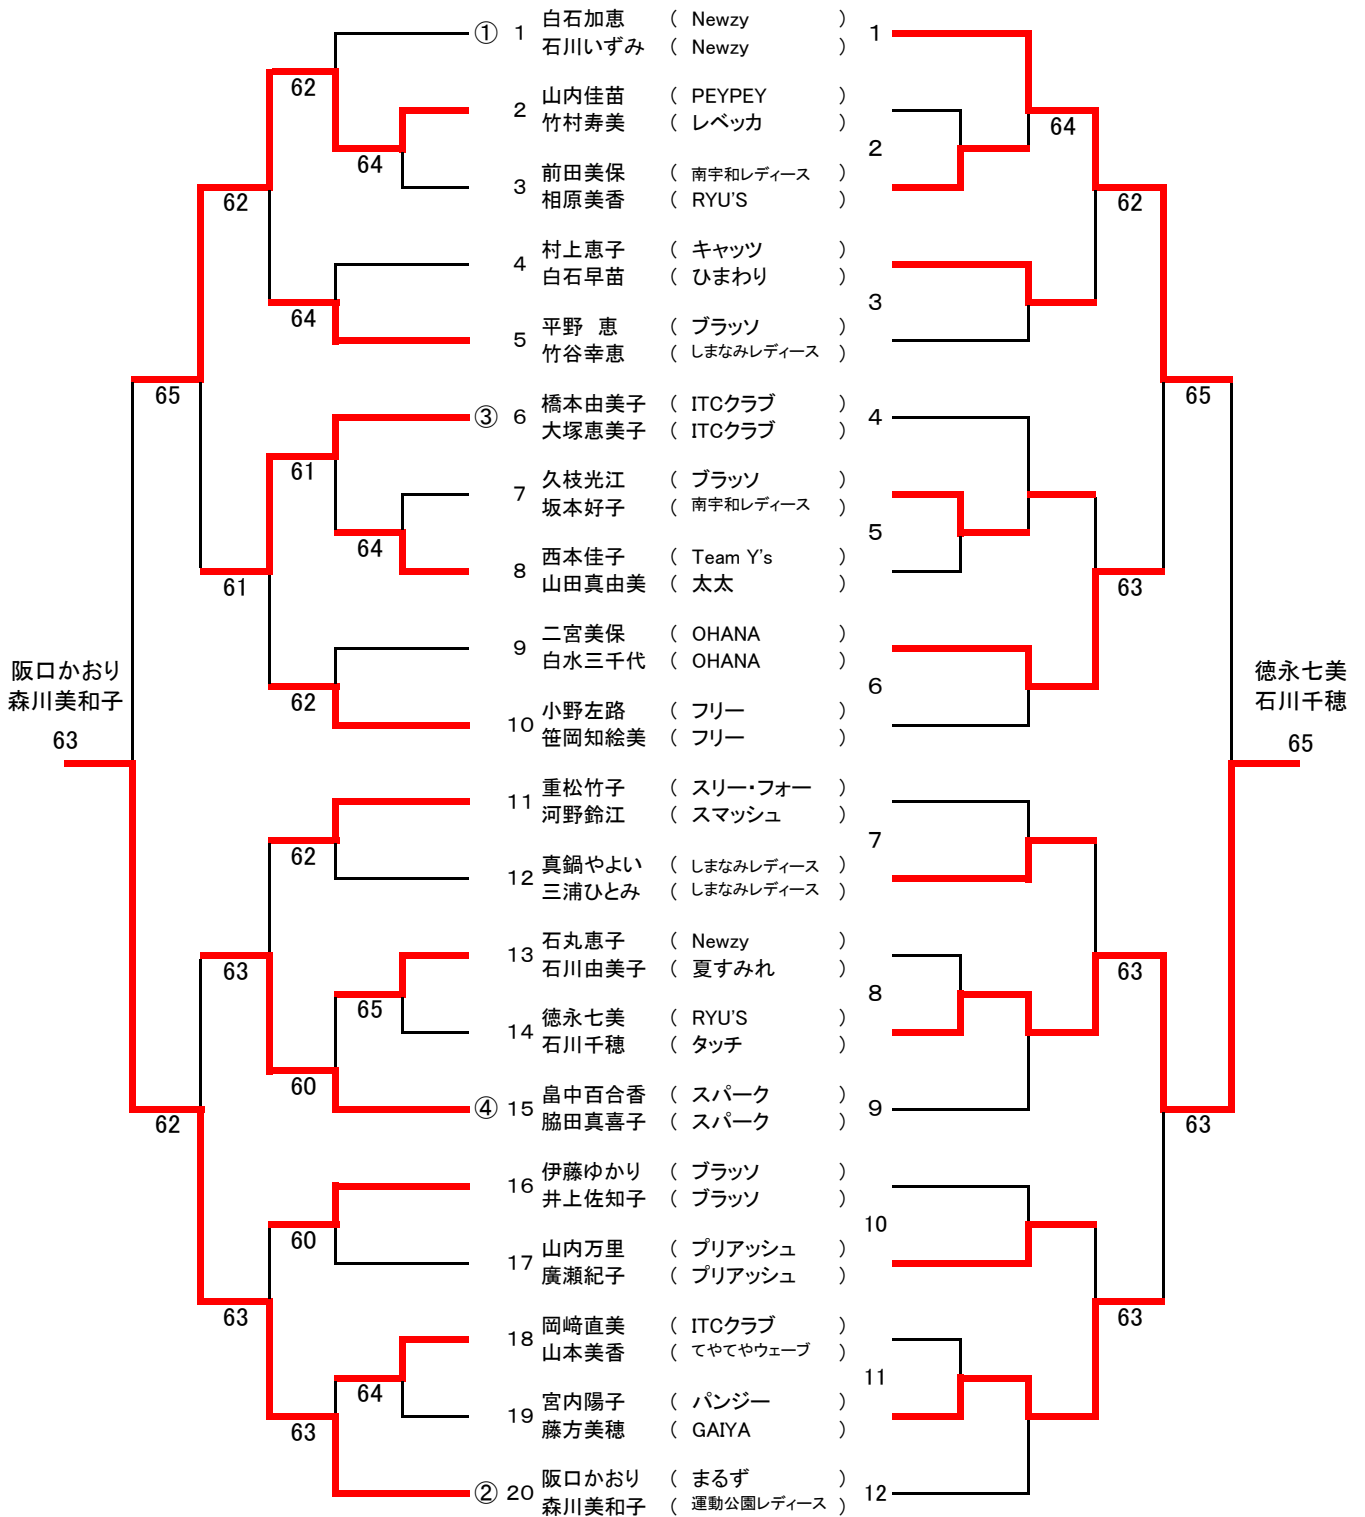 ① 1 白石加恵 ( Newzy ) 1
石川いずみ ( Newzy )
62
2 山内佳苗 ( PEYPEY ) 64
竹村寿美 ( レベッカ )
64 2
3 前田美保 ( 南宇和レディース )
相原美香 ( RYU'S )
62 62
4 村上恵子 ( キャッツ )
白石早苗 ( ひまわり )
64 3
5 平野 恵 ( ブラッソ )
竹谷幸恵 ( しまなみレディース )
65 65
③ 6 橋本由美子 ( ITCクラブ ) 4
大塚恵美子 ( ITCクラブ )
61
7 久枝光江 ( ブラッソ )
坂本好子 ( 南宇和レディース )
64 5
8 西本佳子 ( Team Y's )
山田真由美 ( 太太 )
61 63
9 二宮美保 ( OHANA )
白水三千代 ( OHANA )
阪口かおり 徳永七美
森川美和子 石川千穂
62 6
10 小野左路 ( フリー )
笹岡知絵美 ( フリー )
63 65
11 重松竹子 ( スリー・フォー )
河野鈴江 ( スマッシュ )
62 7
12 真鍋やよい ( しまなみレディース )
三浦ひとみ ( しまなみレディース )
13 石丸恵子 ( Newzy )
石川由美子 ( 夏すみれ )
63 63
65 8
14 徳永七美 ( RYU'S )
石川千穂 ( タッチ )
60
④ 15 畠中百合香 ( スパーク ) 9
脇田真喜子 ( スパーク )
62 63
16 伊藤ゆかり ( ブラッソ )
井上佐知子 ( ブラッソ )
60 10
17 山内万里 ( プリアッシュ )
廣瀬紀子 ( プリアッシュ )
63 63
18 岡﨑直美 ( ITCクラブ )
山本美香 ( てやてやウェーブ )
64 11
19 宮内陽子 ( パンジー )
藤方美穂 ( GAIYA )
63
② 20 阪口かおり ( まるず ) 12
森川美和子 ( 運動公園レディース )